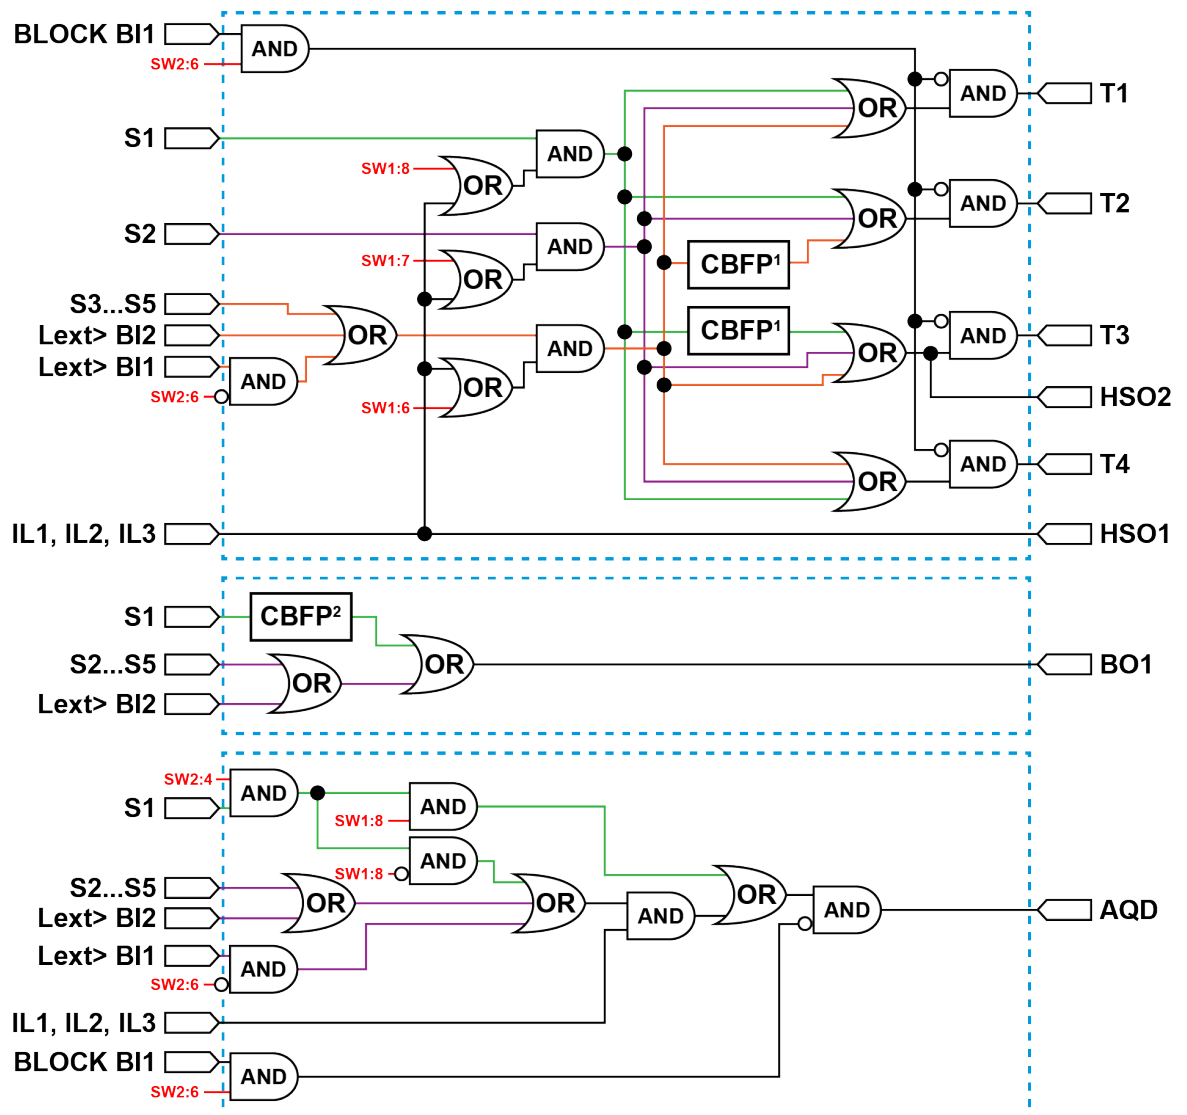 BLOCK BI1
SW2:6
AND
AND
T1
OR
S1
AND
SW1:8
OR
AND
T2
OR
S2
AND
SW1:7
OR
CBFP¹
S3...S5
Lext> BI2
OR
CBFP¹
AND
T3
AND
OR
Lext> BI1
AND
SW2:6
OR
SW1:6
HSO2
AND
T4
OR
IL1, IL2, IL3
HSO1
S1
CBFP²
S2...S5
OR
OR
BO1
Lext> BI2
SW2:4
AND
S1
AND
SW1:8
AND
SW1:8
S2...S5
OR
OR
OR
Lext> BI2
AND
AND
AQD
Lext> BI1
AND
SW2:6
IL1, IL2, IL3
BLOCK BI1
AND
SW2:6